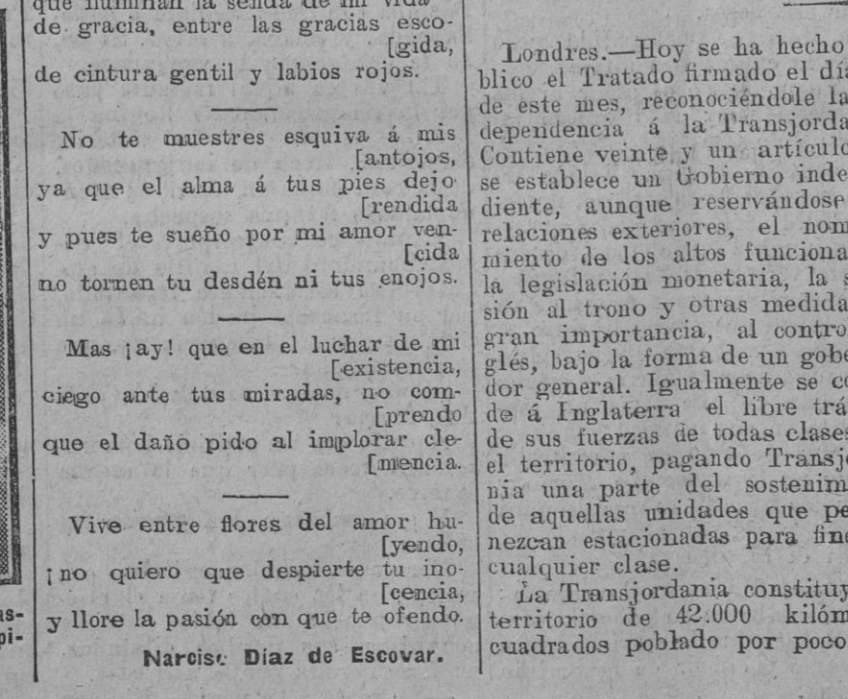 que iluminan la senda de mi vida
de gracia, entre las gracias esco-
[gida,
de cintura gentil y labios rojos.
No te muestres esquiva á mis
[antojos,
ya que el alma á tus pies dejo
[rendida
y pues te sueño por mi amor ven-
[cida
no tornen tu desdén ni tus enojos.
Mas ¡ay! que en el luchar de mi
[existencia,
ciego ante tus miradas, no com-
[prendo
que el daño pido al implorar cle-
[mencia.
Vive entre flores del amor hu-
[yendo,
¡no quiero que despierte tu ino-
[cencia,
y llore la pasión con que te ofendo.
Narciso Díaz de Escovar.
as-
pi-
Londres.—Hoy se ha hecho
blico el Tratado firmado el día
de este mes, reconociéndole la
dependencia á la Transjorda
Contiene veinte y un artículo
se establece un Gobierno inde
diente, aunque reservándose
relaciones exteriores, el nom
miento de los altos funciona
la legislación monetaria, la s
sión al trono y otras medida
gran importancia, al contro
glés, bajo la forma de un gobe
dor general. Igualmente se co
de á Inglaterra el libre trá
de sus fuerzas de todas clases
el territorio, pagando Transjo
nia una parte del sostenim
de aquellas unidades que pe
nezcan estacionadas para fine
cualquier clase.
La Transjordania constituy
territorio de 42.000 kilóm
cuadrados poblado por poco